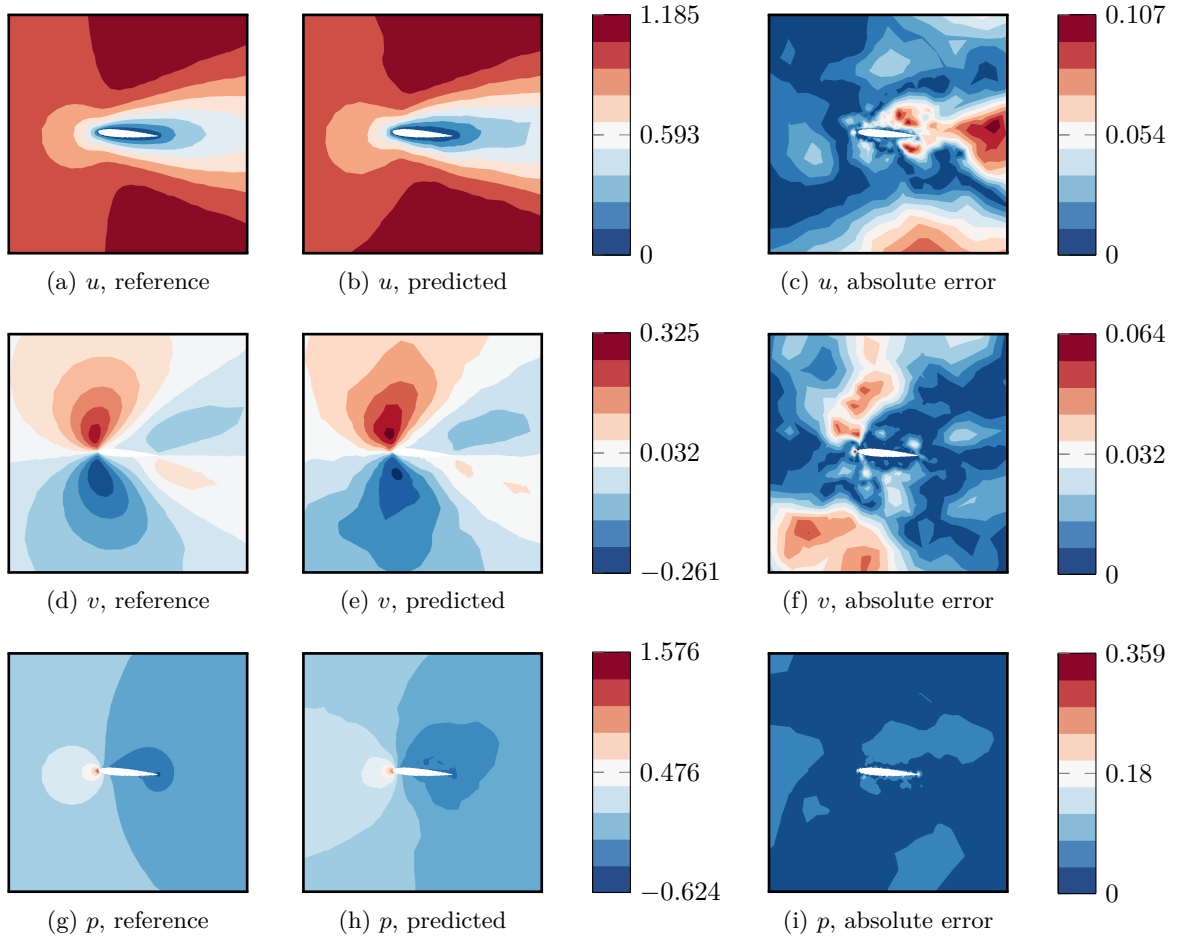 1.185
0.593
0
0.107
0.054
0
(a) u, reference
(b) u, predicted
(c) u, absolute error
0.325
0.032
−0.261
0.064
0.032
0
(d) v, reference
(e) v, predicted
(f) v, absolute error
1.576
0.476
−0.624
0.359
0.18
0
(g) p, reference
(h) p, predicted
(i) p, absolute error